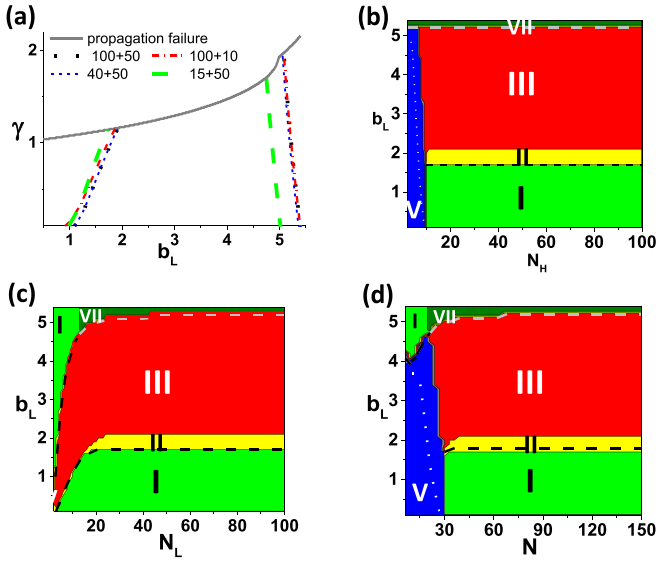 (a)
γ
2
1
propagation failure
100+50 100+10
40+50 15+50
1 2 3 4 5
b_L
(b)
b_L
5
4
3
2
1
VII
III
II
V
I
20 40 60 80 100
N_H
(c)
b_L
5
4
3
2
1
I
VII
III
II
I
20 40 60 80 100
N_L
(d)
b_L
5
4
3
2
1
I
VII
III
II
V
I
30 60 90 120 150
N